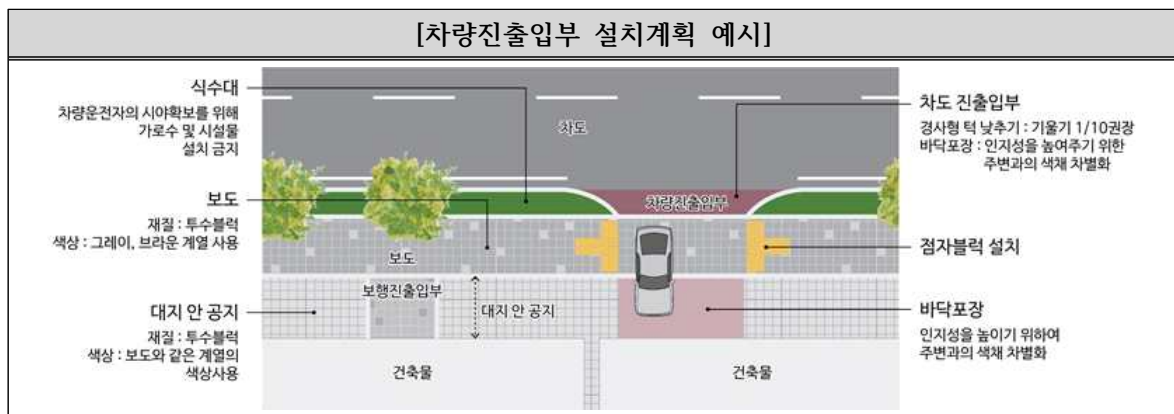 [차량진출입부 설치계획 예시]
식수대
차량운전자의 시야확보를 위해
가로수 및 시설물
설치 금지
보도
재질 : 투수블럭
색상 : 그레이, 브라운 계열 사용
대지 안 공지
재질 : 투수블럭
색상 : 보도와 같은 계열의
색상사용
차도
차량진출입부
보도
보행진출입부
대지 안 공지
건축물
건축물
차도 진출입부
경사형 턱 낮추기 : 기울기 1/10권장
바닥포장 : 인지성을 높여주기 위한
주변과의 색채 차별화
점자블럭 설치
바닥포장
인지성을 높이기 위하여
주변과의 색채 차별화